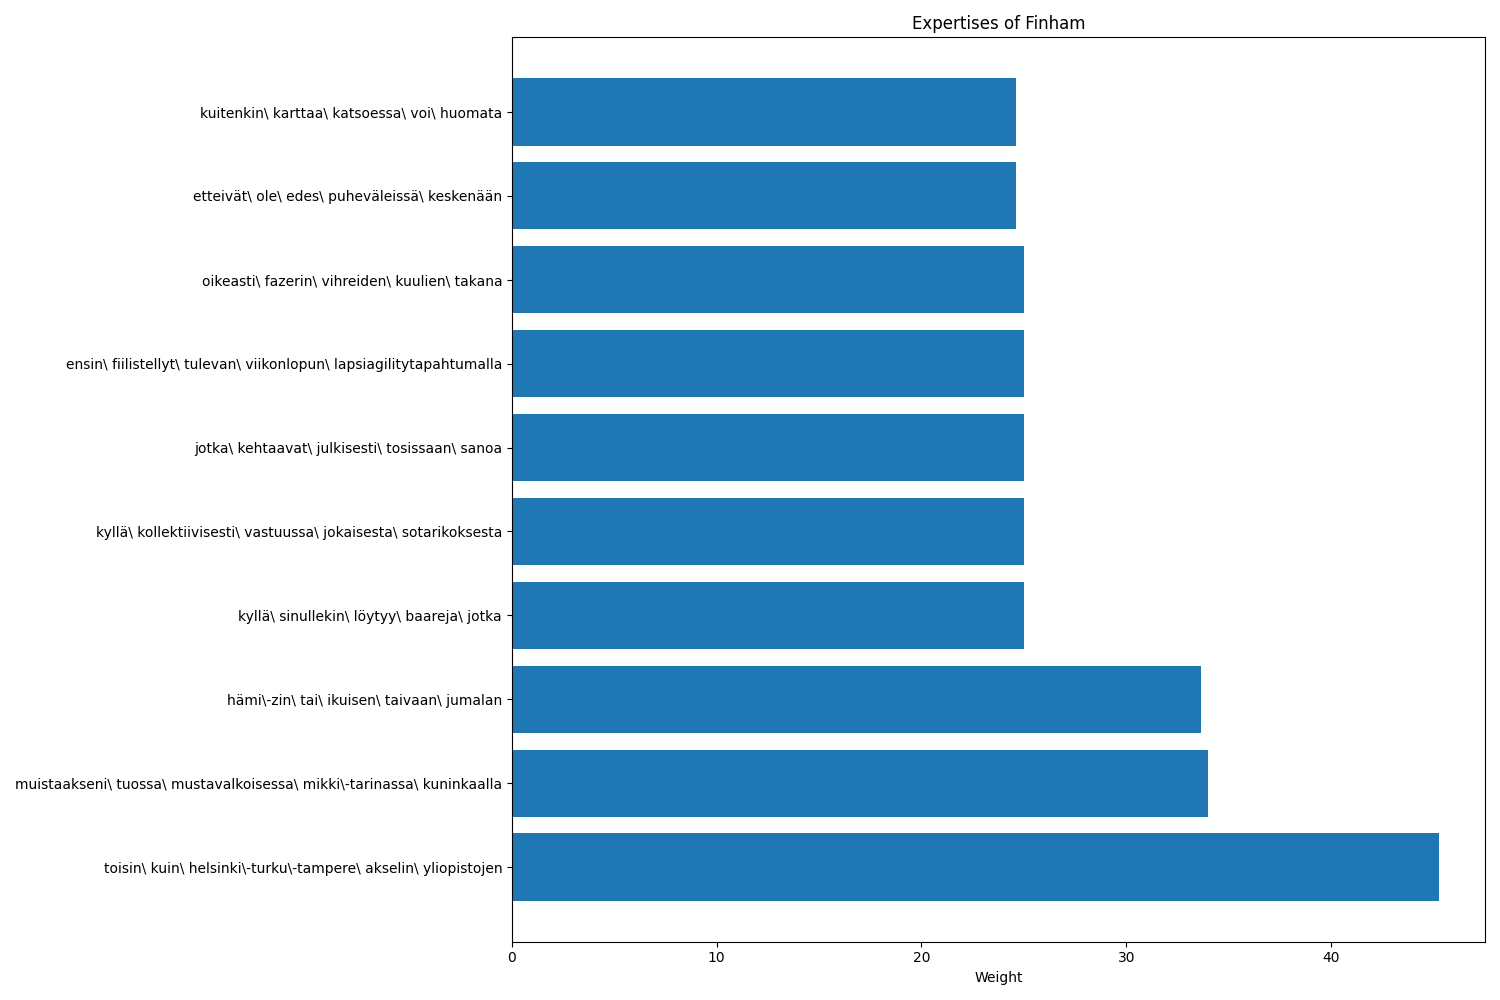 Expertises of Finham
kuitenkin\ karttaa\ katsoessa\ voi\ huomata
etteivät\ ole\ edes\ puheväleissä\ keskenään
oikeasti\ fazerin\ vihreiden\ kuulien\ takana
ensin\ fiilistellyt\ tulevan\ viikonlopun\ lapsiagilitytapahtumalla
jotka\ kehtaavat\ julkisesti\ tosissaan\ sanoa
kyllä\ kollektiivisesti\ vastuussa\ jokaisesta\ sotarikoksesta
kyllä\ sinullekin\ löytyy\ baareja\ jotka
hämi\-zin\ tai\ ikuisen\ taivaan\ jumalan
muistaakseni\ tuossa\ mustavalkoisessa\ mikki\-tarinassa\ kuninkaalla
toisin\ kuin\ helsinki\-turku\-tampere\ akselin\ yliopistojen
0 10 20 30 40
Weight